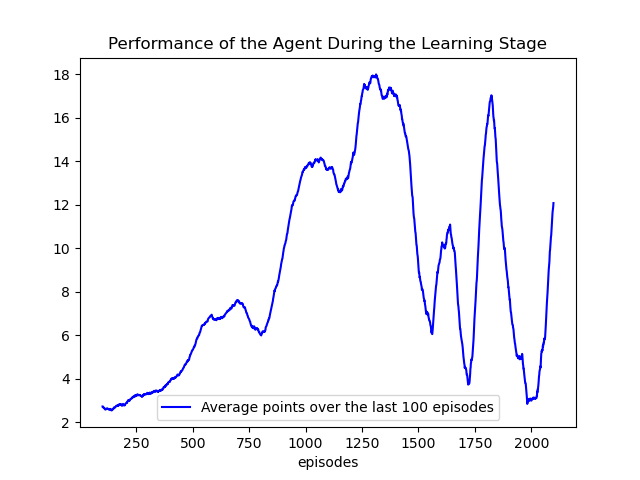 Performance of the Agent During the Learning Stage
18
16
14
12
10
8
6
4
2
Average points over the last 100 episodes
250 500 750 1000 1250 1500 1750 2000
episodes